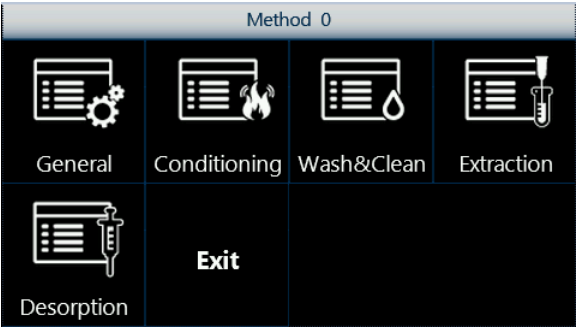 Method 0
General
Conditioning
Wash&Clean
Extraction
Desorption
Exit